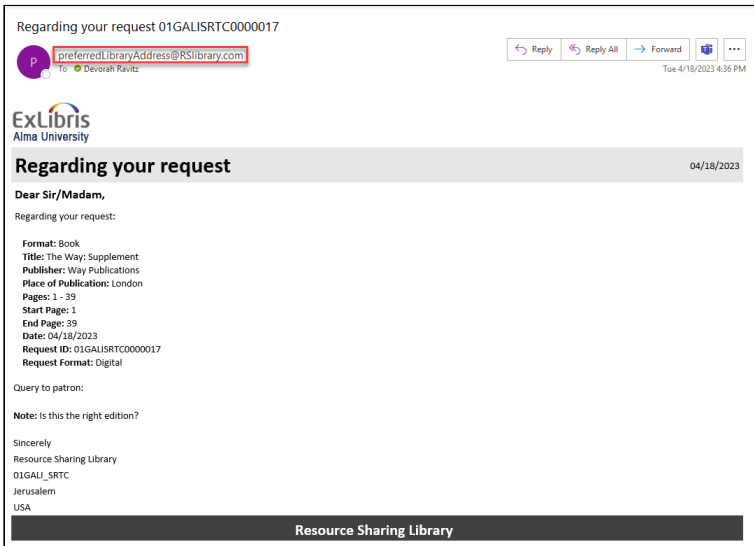 Regarding your request 01GALISRTC0000017
P
preferredLibraryAddress@RSlibrary.com
To Devorah Ravitz
Reply Reply All Forward
Tue 4/18/2023 4:36 PM
ExLibris
Alma University
Regarding your request 04/18/2023
Dear Sir/Madam,
Regarding your request:
Format: Book
Title: The Way: Supplement
Publisher: Way Publications
Place of Publication: London
Pages: 1 - 39
Start Page: 1
End Page: 39
Date: 04/18/2023
Request ID: 01GALISRTC0000017
Request Format: Digital
Query to patron:
Note: Is this the right edition?
Sincerely
Resource Sharing Library
01GALI_SRTC
Jerusalem
USA
Resource Sharing Library